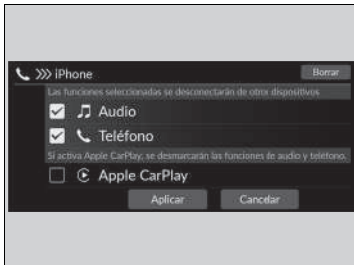 iPhone
Borrar
Las funciones seleccionadas se desconectarán de otros dispositivos
Audio
Teléfono
Si activa Apple CarPlay, se desmarcarán las funciones de audio y teléfono.
Apple CarPlay
Aplicar
Cancelar